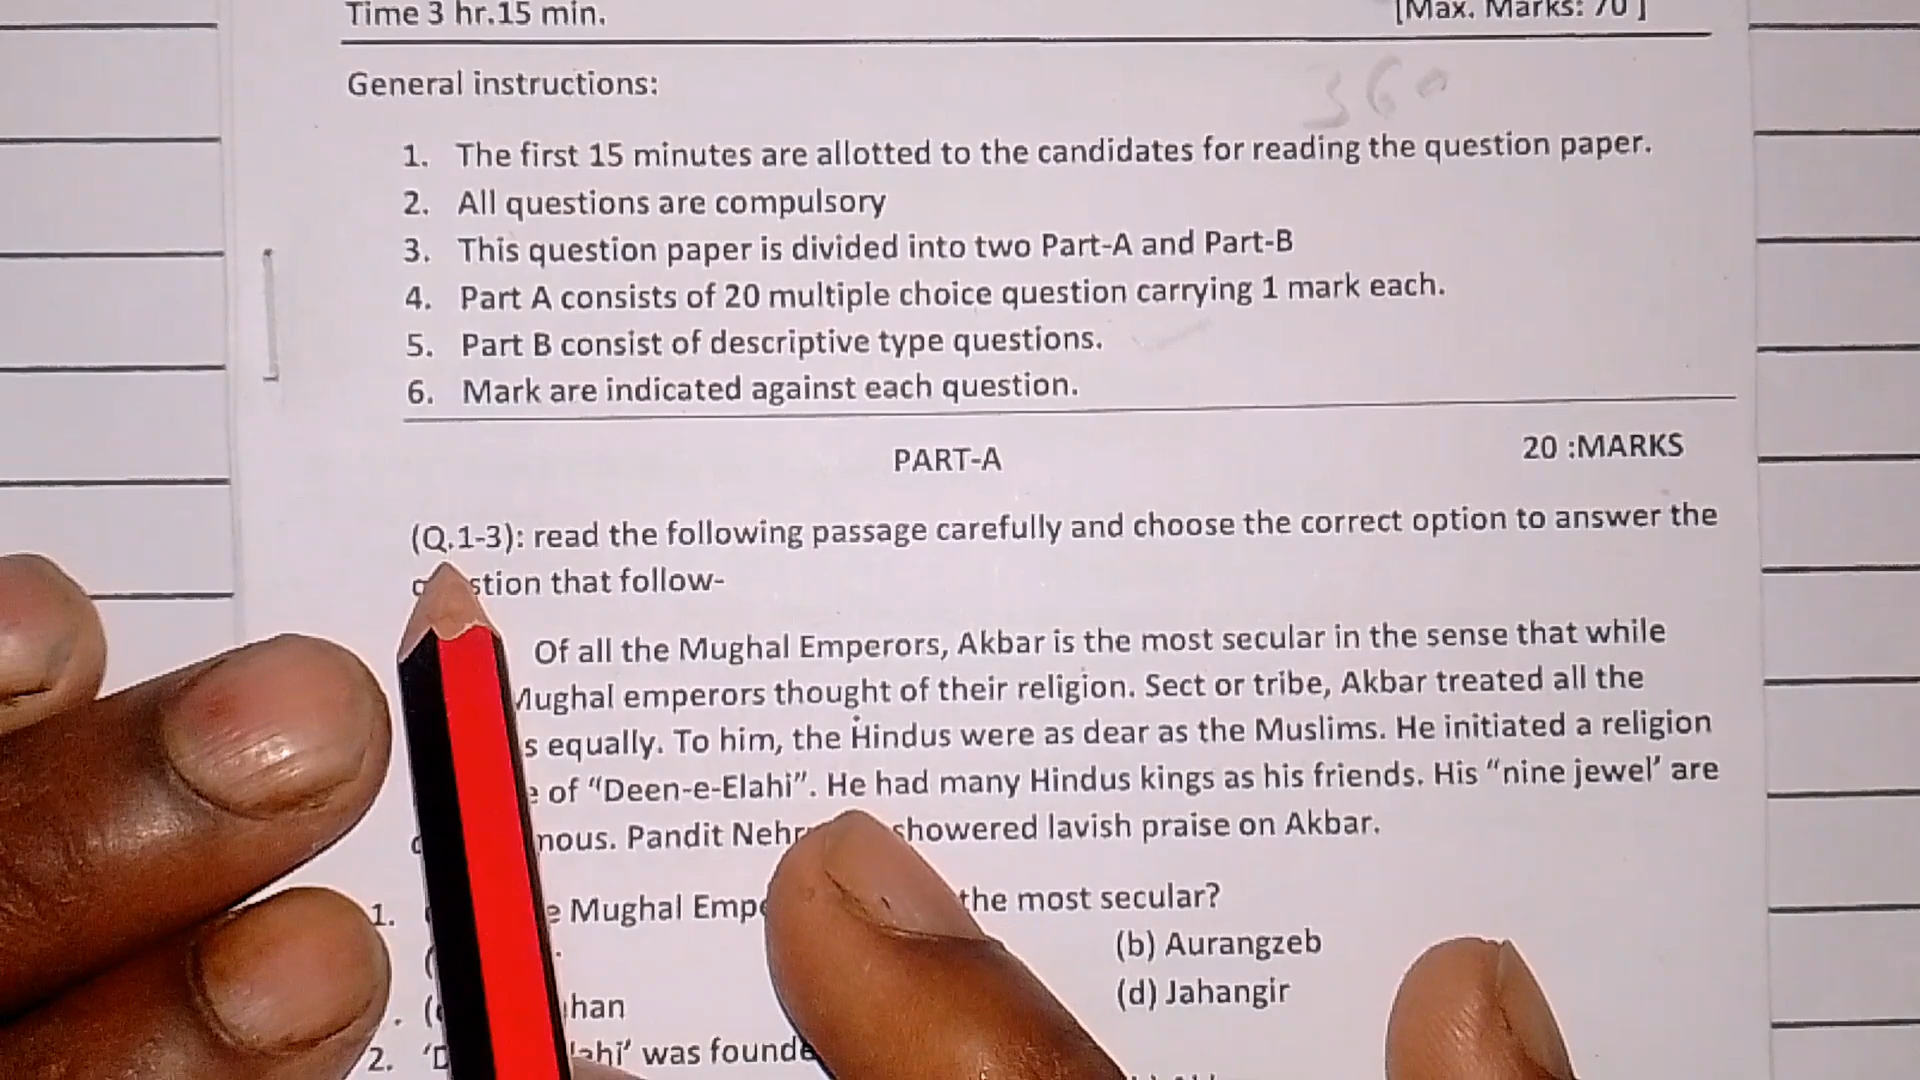 Time 3 hr.15 min. [Max. Marks: 70 ]
General instructions:
360
1. The first 15 minutes are allotted to the candidates for reading the question paper.
2. All questions are compulsory
3. This question paper is divided into two Part-A and Part-B
4. Part A consists of 20 multiple choice question carrying 1 mark each.
5. Part B consist of descriptive type questions.
6. Mark are indicated against each question.
PART-A 20 :MARKS
(Q.1-3): read the following passage carefully and choose the correct option to answer the
stion that follow-
Of all the Mughal Emperors, Akbar is the most secular in the sense that while
Mughal emperors thought of their religion. Sect or tribe, Akbar treated all the
s equally. To him, the Hindus were as dear as the Muslims. He initiated a religion
of “Deen-e-Elahi”. He had many Hindus kings as his friends. His “nine jewel’ are
nous. Pandit Nehr showered lavish praise on Akbar.
1. Mughal Empe the most secular?
(b) Aurangzeb
han (d) Jahangir
2. lahi’ was founde